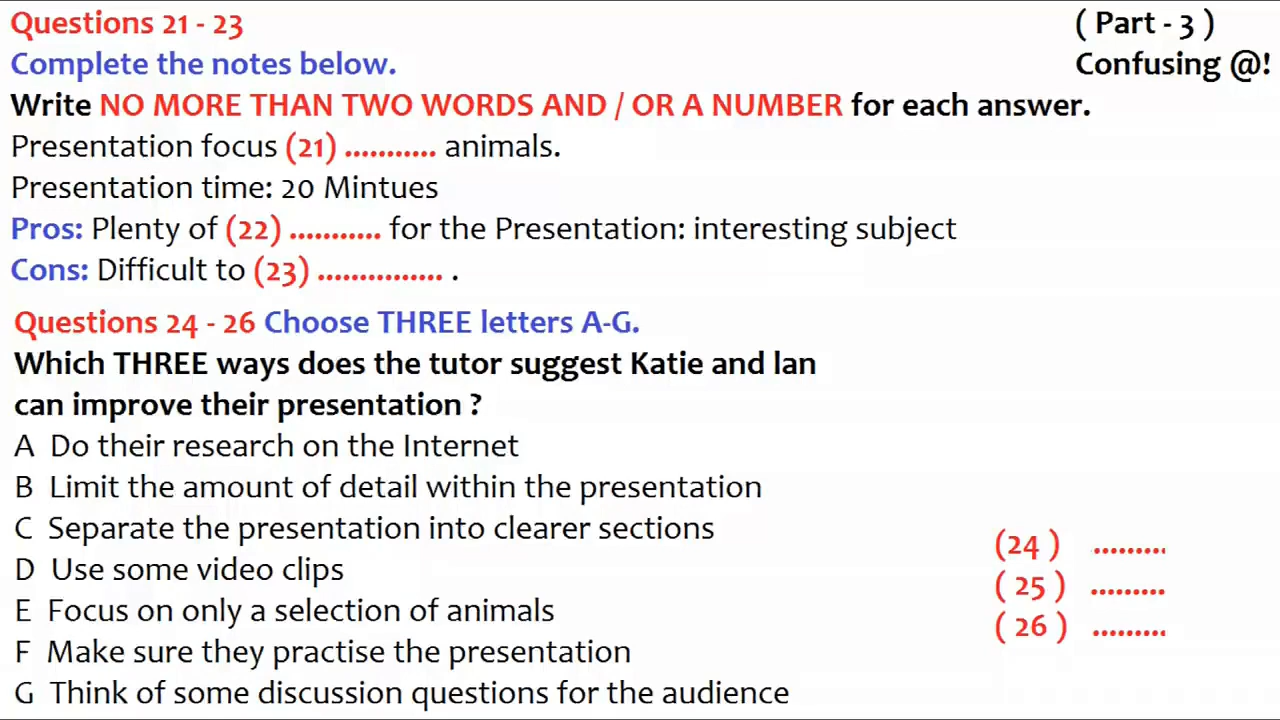 Questions 21 - 23
( Part - 3 )
Complete the notes below.
Confusing @!
Write NO MORE THAN TWO WORDS AND / OR A NUMBER for each answer.
Presentation focus (21) ........... animals.
Presentation time: 20 Mintues
Pros: Plenty of (22) ........... for the Presentation: interesting subject
Cons: Difficult to (23) ............... .
Questions 24 - 26 Choose THREE letters A-G.
Which THREE ways does the tutor suggest Katie and lan
can improve their presentation ?
A Do their research on the Internet
B Limit the amount of detail within the presentation
C Separate the presentation into clearer sections
D Use some video clips
E Focus on only a selection of animals
F Make sure they practise the presentation
G Think of some discussion questions for the audience
(24 ) .........
( 25 ) .........
( 26 ) .........